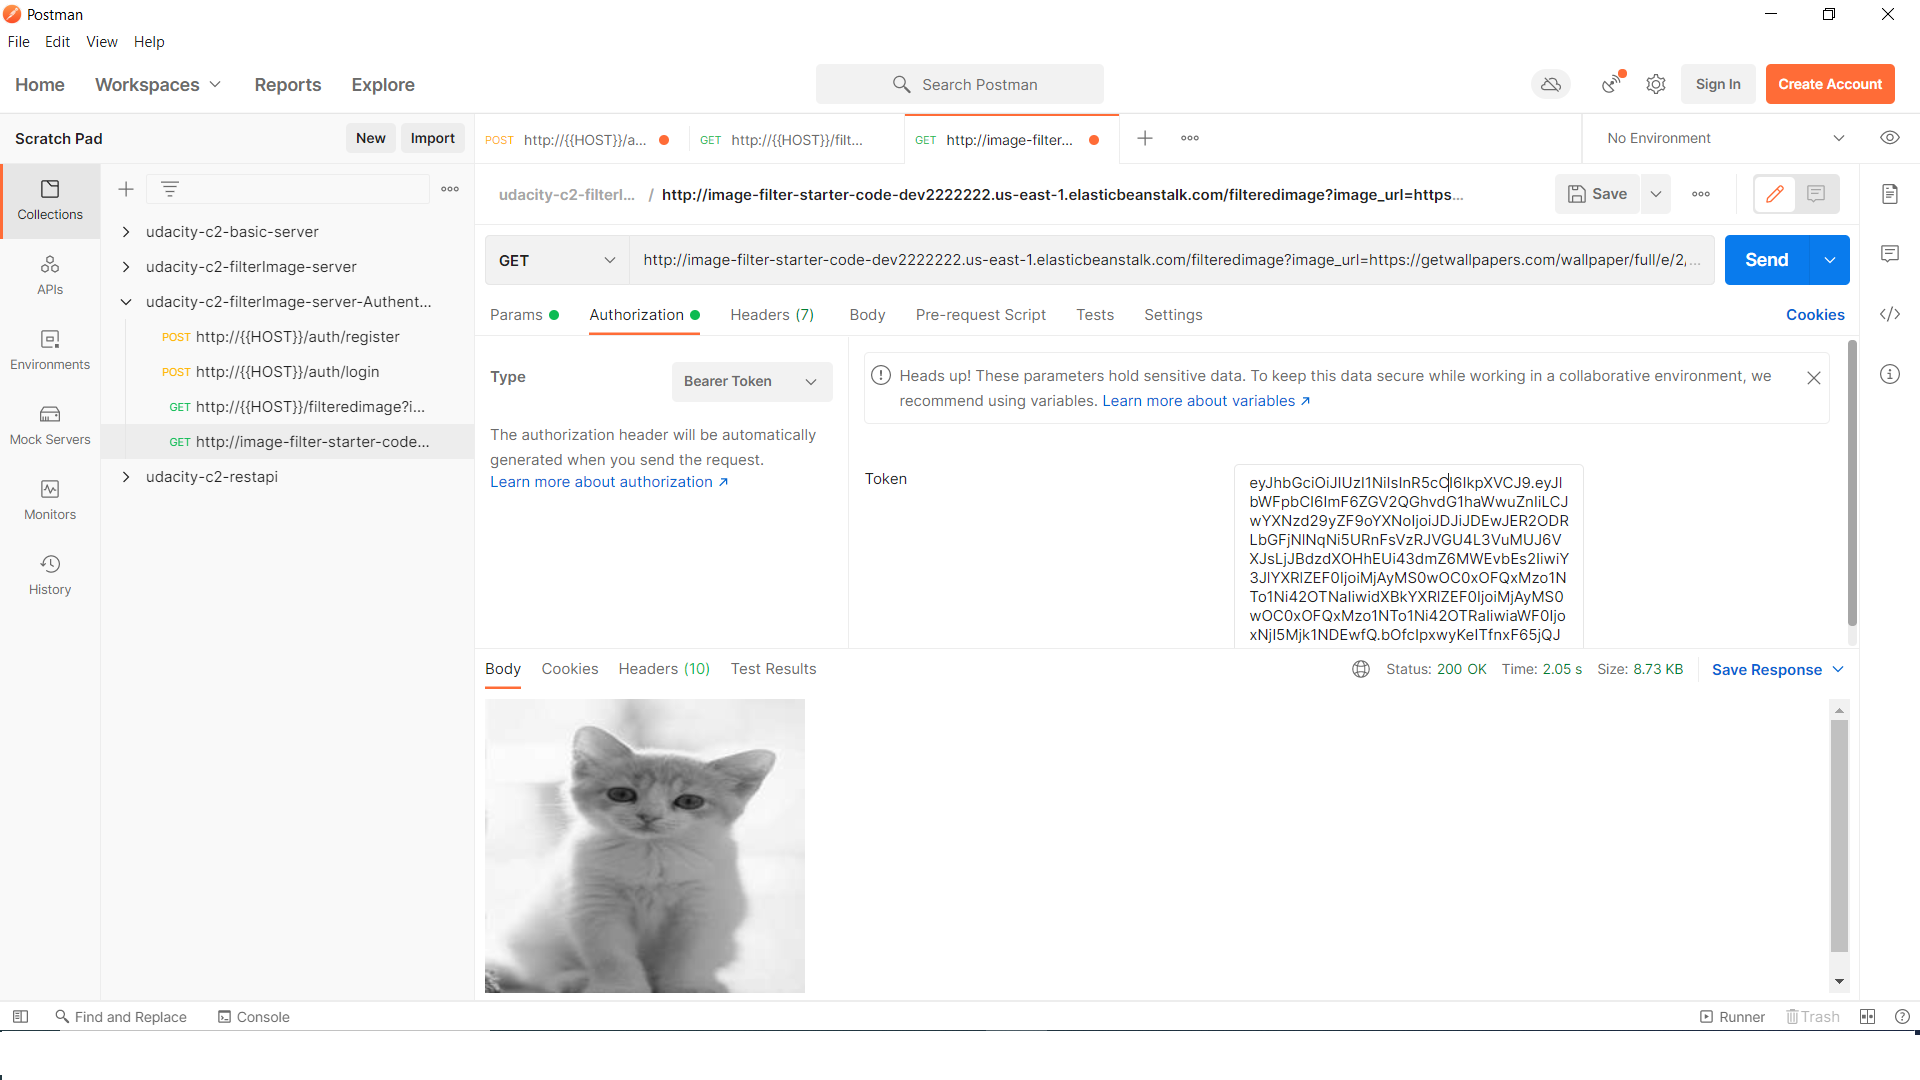 Postman
File Edit View Help
Home Workspaces Reports Explore
Search Postman
Sign In
Create Account
Scratch Pad
New
Import
POST http://{{HOST}}/a...
GET http://{{HOST}}/filt...
GET http://image-filter...
No Environment
Collections
APIs
Environments
Mock Servers
Monitors
History
udacity-c2-basic-server
udacity-c2-filterImage-server
udacity-c2-filterImage-server-Authent...
POST http://{{HOST}}/auth/register
POST http://{{HOST}}/auth/login
GET http://{{HOST}}/filteredimage?i...
GET http://image-filter-starter-code...
udacity-c2-restapi
udacity-c2-filterI... / http://image-filter-starter-code-dev2222222.us-east-1.elasticbeanstalk.com/filteredimage?image_url=https...
Save
GET http://image-filter-starter-code-dev2222222.us-east-1.elasticbeanstalk.com/filteredimage?image_url=https://getwallpapers.com/wallpaper/full/e/2/...
Send
Params Authorization Headers (7) Body Pre-request Script Tests Settings
Cookies
Type
Bearer Token
The authorization header will be automatically
generated when you send the request.
Learn more about authorization ↗
Heads up! These parameters hold sensitive data. To keep this data secure while working in a collaborative environment, we
recommend using variables. Learn more about variables ↗
Token
Body Cookies Headers (10) Test Results
Status: 200 OK Time: 2.05 s Size: 8.73 KB
Save Response
Find and Replace
Console
Runner
Trash